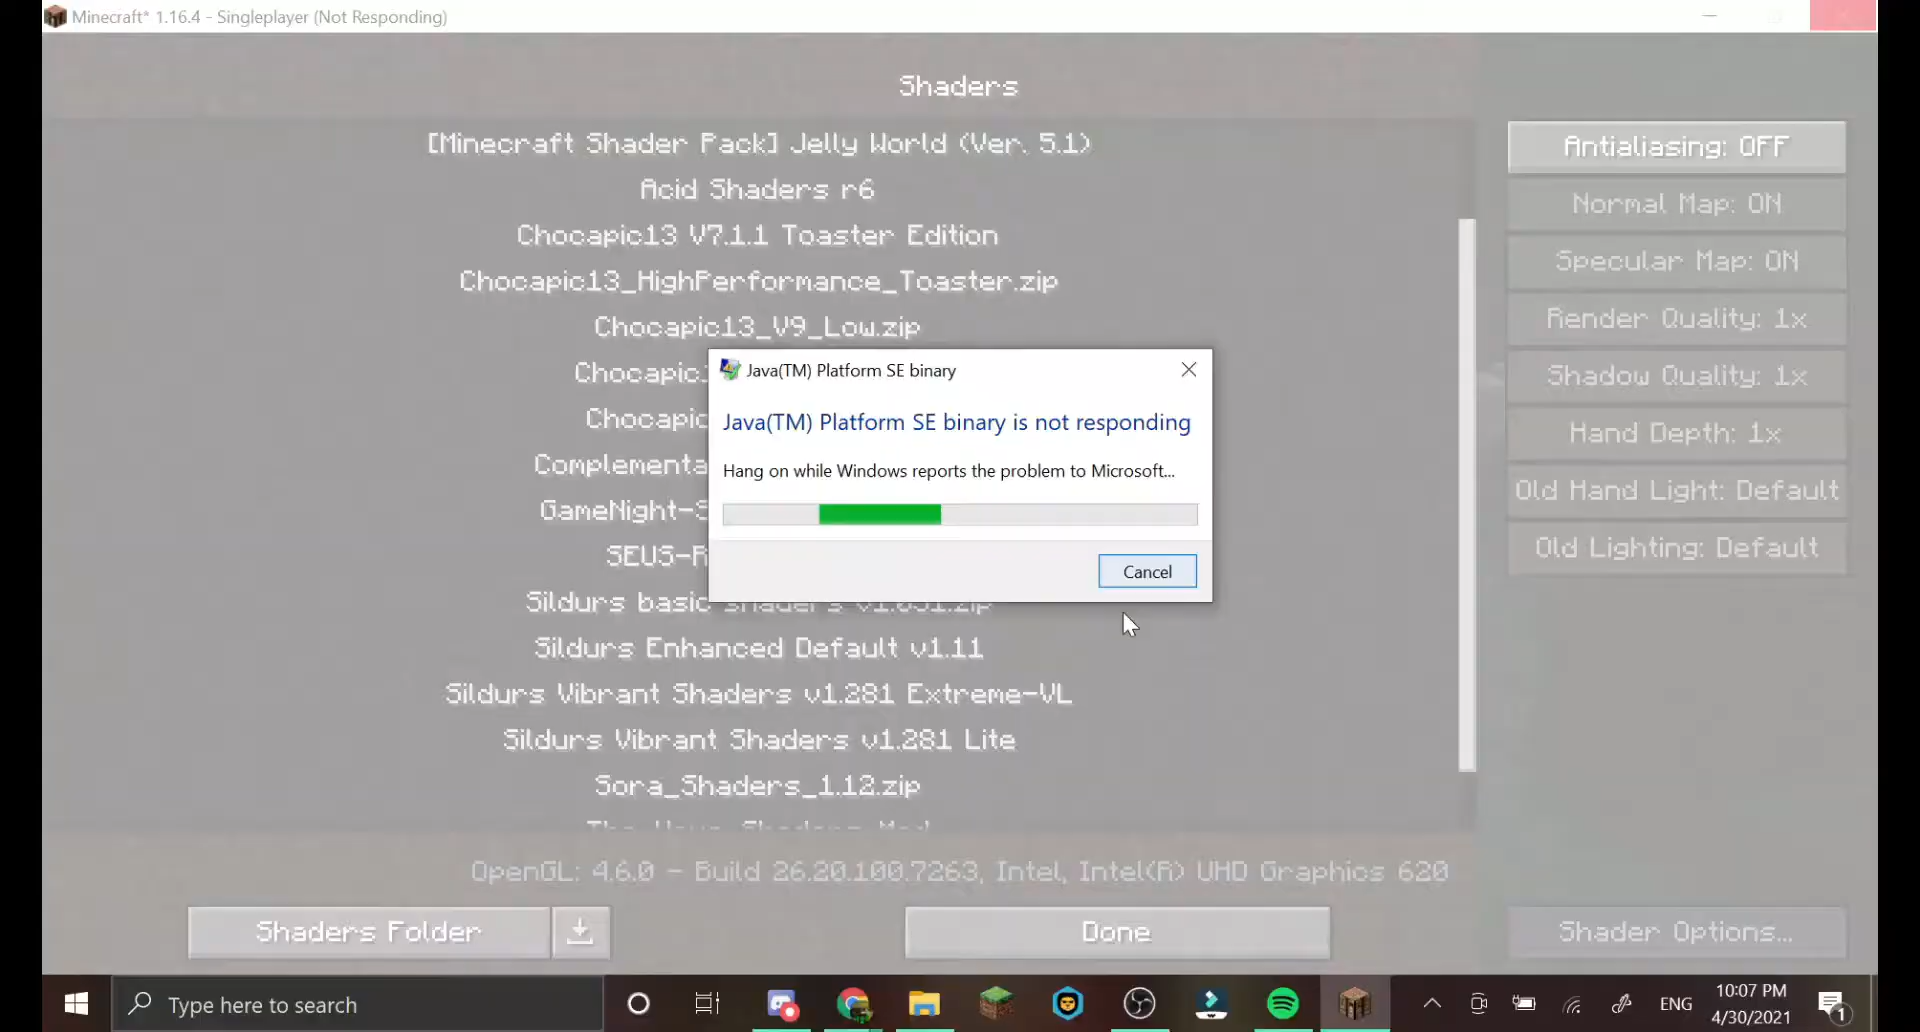 Minecraft* 1.16.4 - Singleplayer (Not Responding)
Shaders
[Minecraft Shader Pack] Jelly World (Ver. 5.1)
Acid Shaders r6
Chocapic13 V7.1.1 Toaster Edition
Chocapic13_HighPerformance_Toaster.zip
Chocapic13_V9_Low.zip
Chocapic
Chocapic
Complementa
GameNight-S
SEUS-R
Sildurs basic shaders v1.051.zip
Sildurs Enhanced Default v1.11
Sildurs Vibrant Shaders v1.281 Extreme-VL
Sildurs Vibrant Shaders v1.281 Lite
Sora_Shaders_1.12.zip
Antialiasing: OFF
Normal Map: ON
Specular Map: ON
Render Quality: 1x
Shadow Quality: 1x
Hand Depth: 1x
Old Hand Light: Default
Old Lighting: Default
Java(TM) Platform SE binary
Java(TM) Platform SE binary is not responding
Hang on while Windows reports the problem to Microsoft...
Cancel
OpenGL: 4.6.0 - Build 26.20.100.7263, Intel, Intel(R) UHD Graphics 620
Shaders Folder
Done
Shader Options...
Type here to search
ENG
10:07 PM
4/30/2021
1